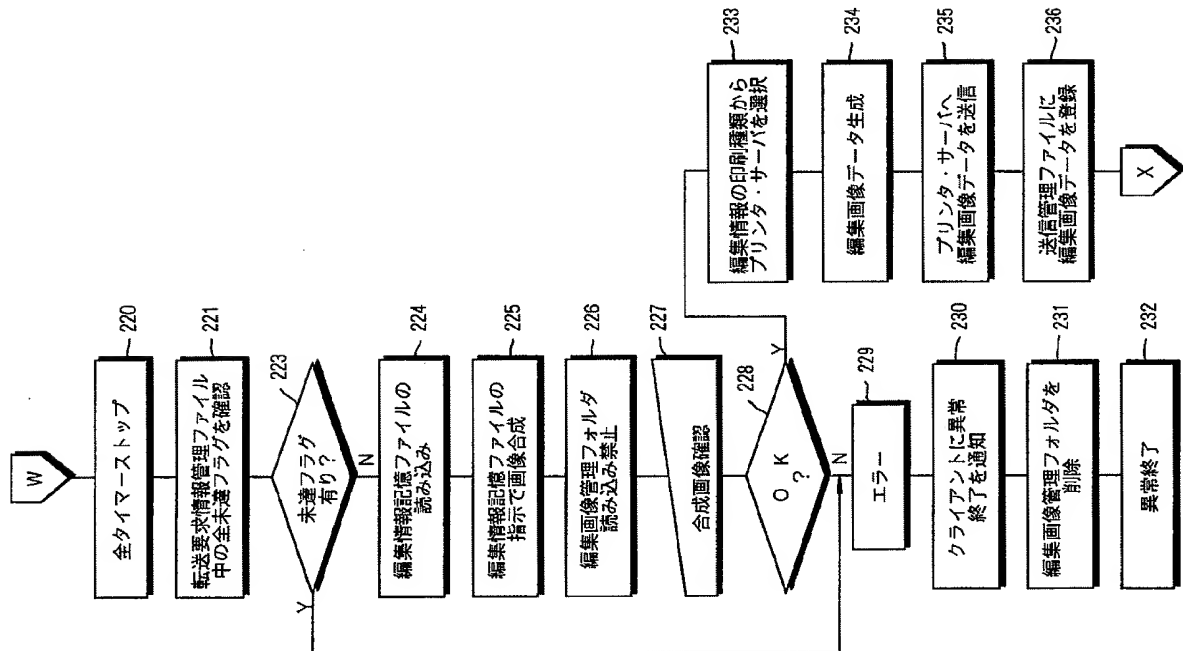 W
全タイマーストップ
220
転送要求情報管理ファイル
中の全未達フラグを確認
221
未達フラグ
有り?
223
Y
N
編集情報記憶ファイルの
読み込み
224
編集情報記憶ファイルの
指示で画像合成
225
編集画像管理フォルダ
読み込み禁止
226
合成画像確認
227
O K
?
228
Y
N
エラー
229
クライアントに異常
終了を通知
230
編集画像管理フォルダを
削除
231
異常終了
232
編集情報の印刷種類から
プリンタ・サーバを選択
233
編集画像データ生成
234
プリンタ・サーバへ
編集画像データを送信
235
送信管理ファイルに
編集画像データを登録
236
X